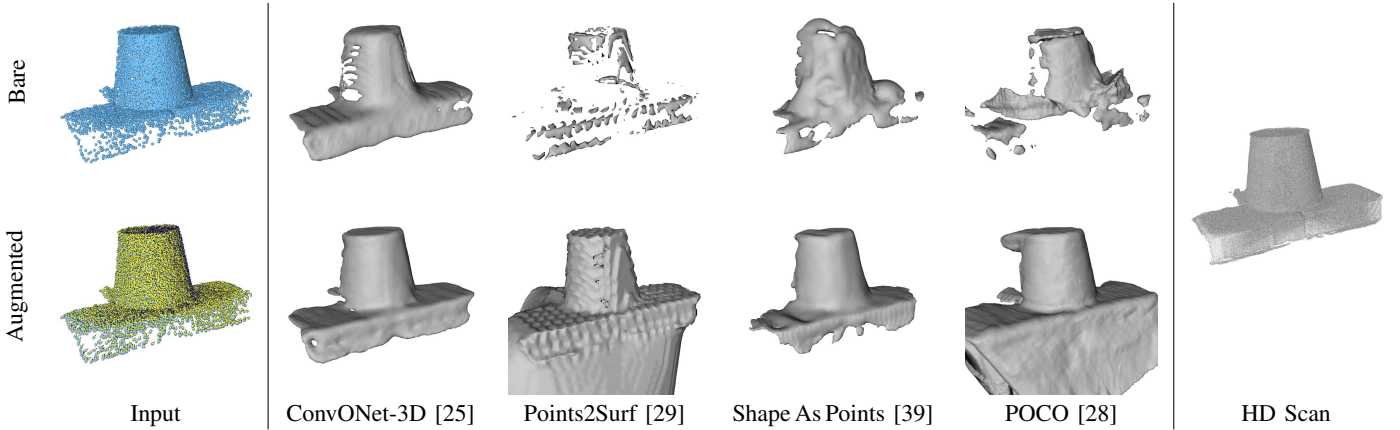 Bare
Augmented
Input
ConvONet-3D [25]
Points2Surf [29]
Shape As Points [39]
POCO [28]
HD Scan